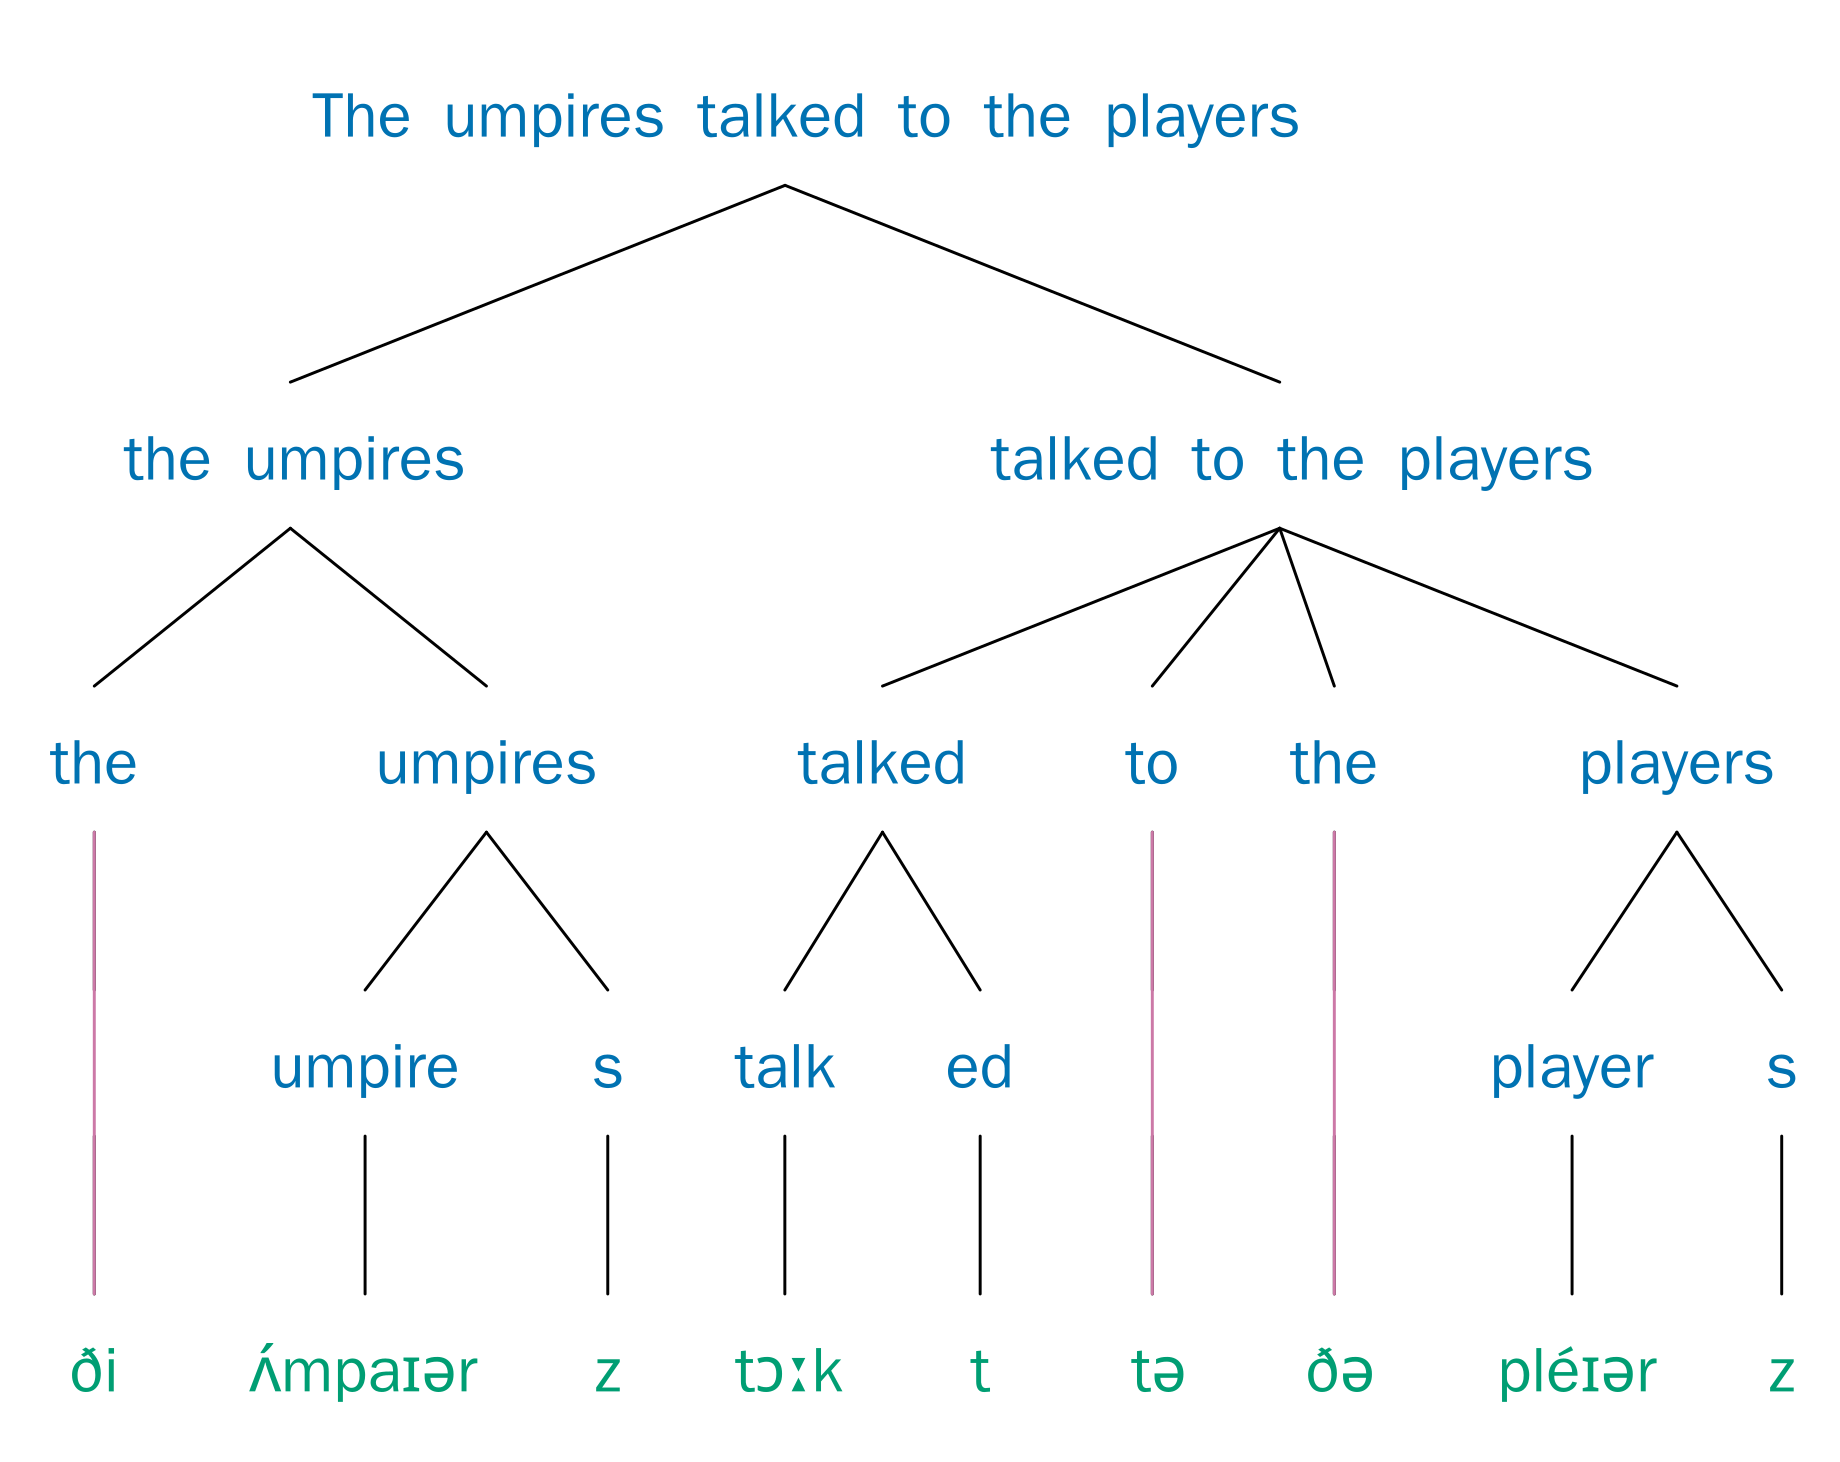 The umpires talked to the players
the umpires talked to the players
the umpires talked to the players
umpire s talk ed player s
ði ʌ́mpaɪər z tɔːk t tə ðə pléɪər z